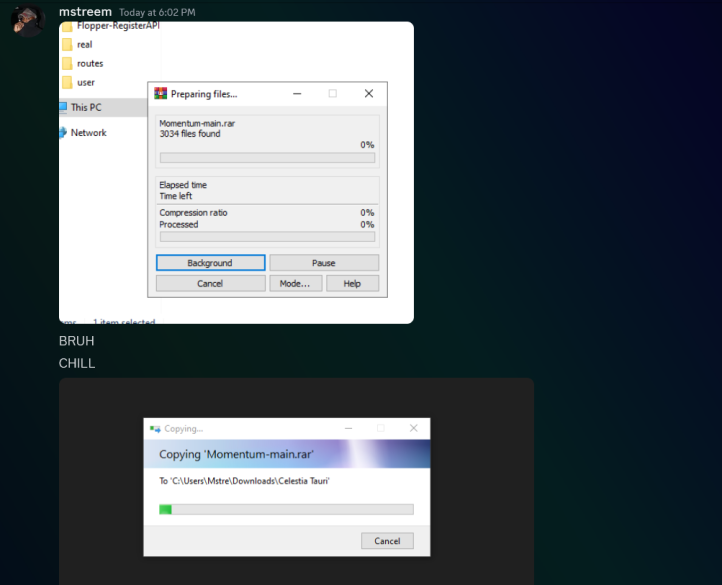 mstreem Today at 6:02 PM
Flopper-RegisterAPI
real
routes
user
This PC
Network
Preparing files...
Momentum-main.rar
3034 files found
0%
Elapsed time
Time left
Compression ratio 0%
Processed 0%
Background Pause
Cancel Mode... Help
1 item selected
BRUH
CHILL
Copying...
Copying 'Momentum-main.rar'
To 'C:\Users\Mstre\Downloads\Celestia Tauri'
Cancel